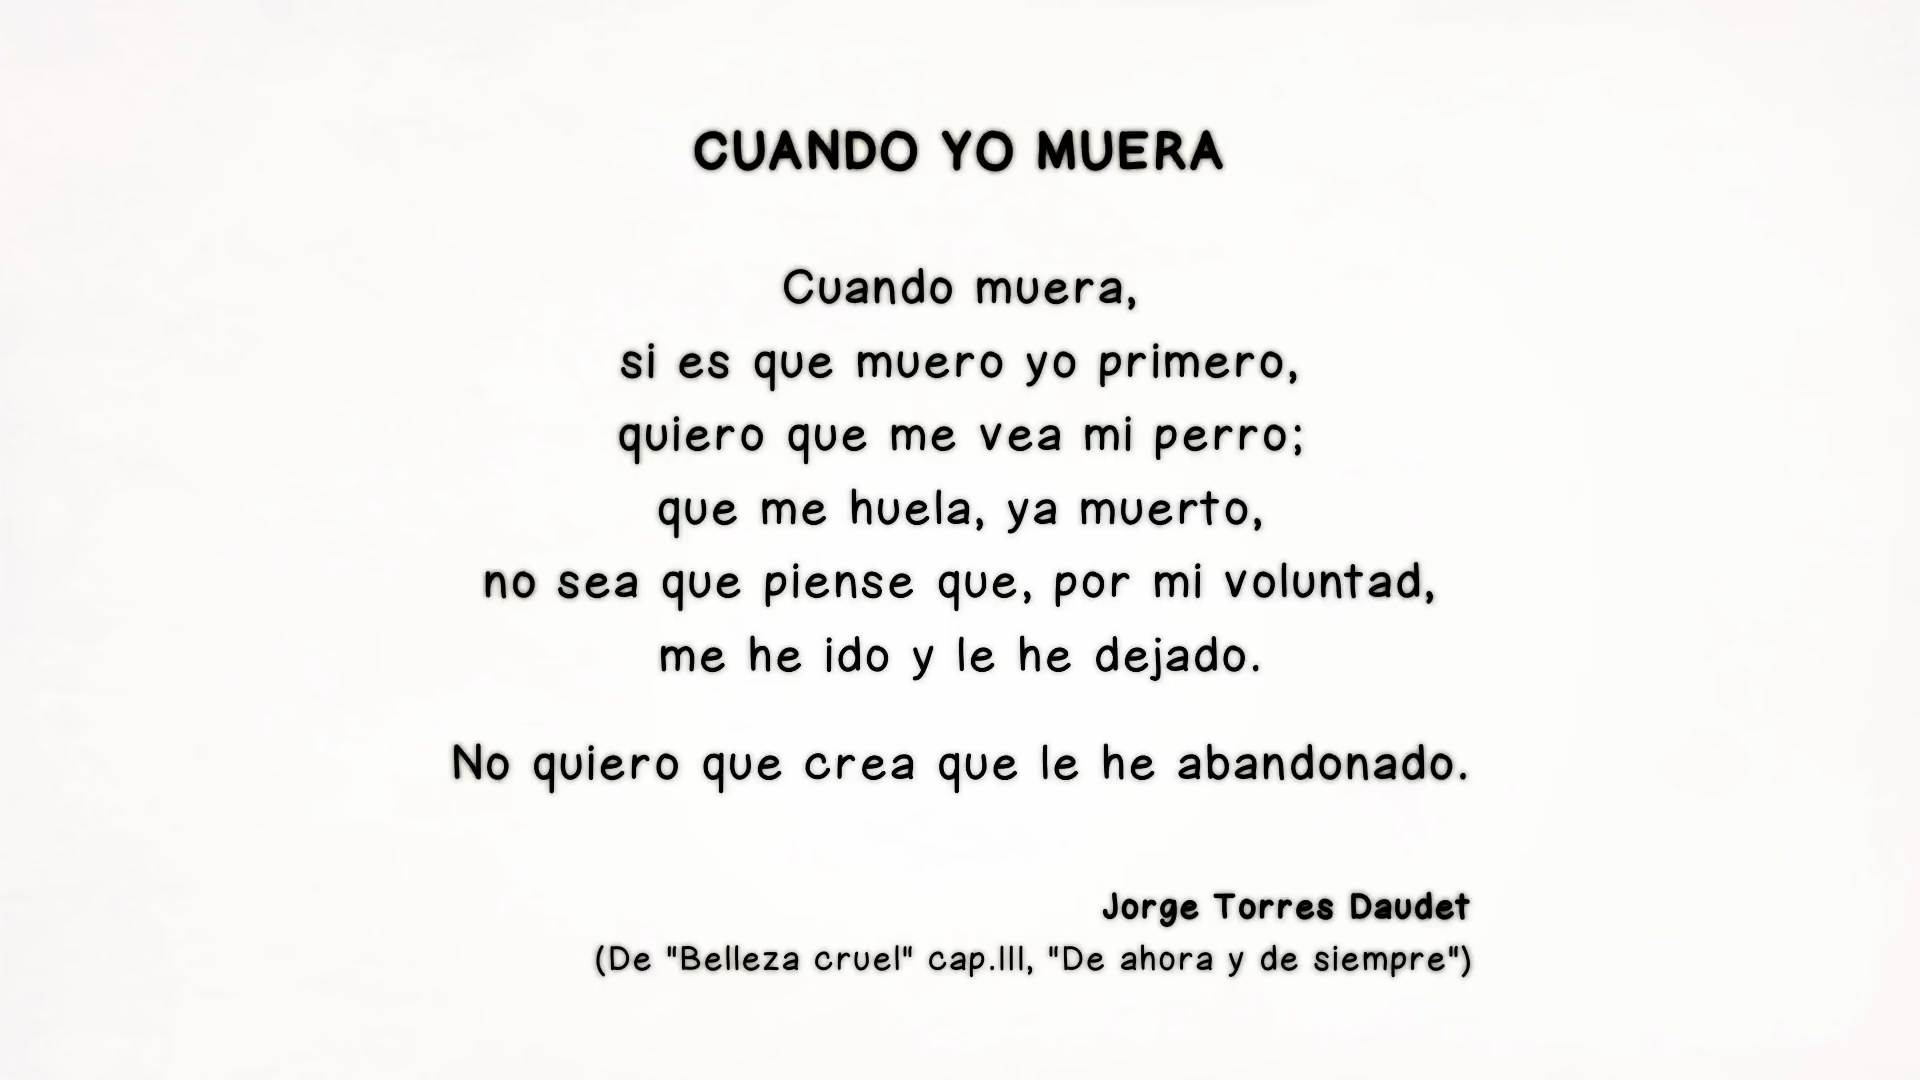 CUANDO YO MUERA
Cuando muera,
si es que muero yo primero,
quiero que me vea mi perro;
que me huela, ya muerto,
no sea que piense que, por mi voluntad,
me he ido y le he dejado.
No quiero que crea que le he abandonado.
Jorge Torres Daudet
(De "Belleza cruel" cap.III, "De ahora y de siempre")